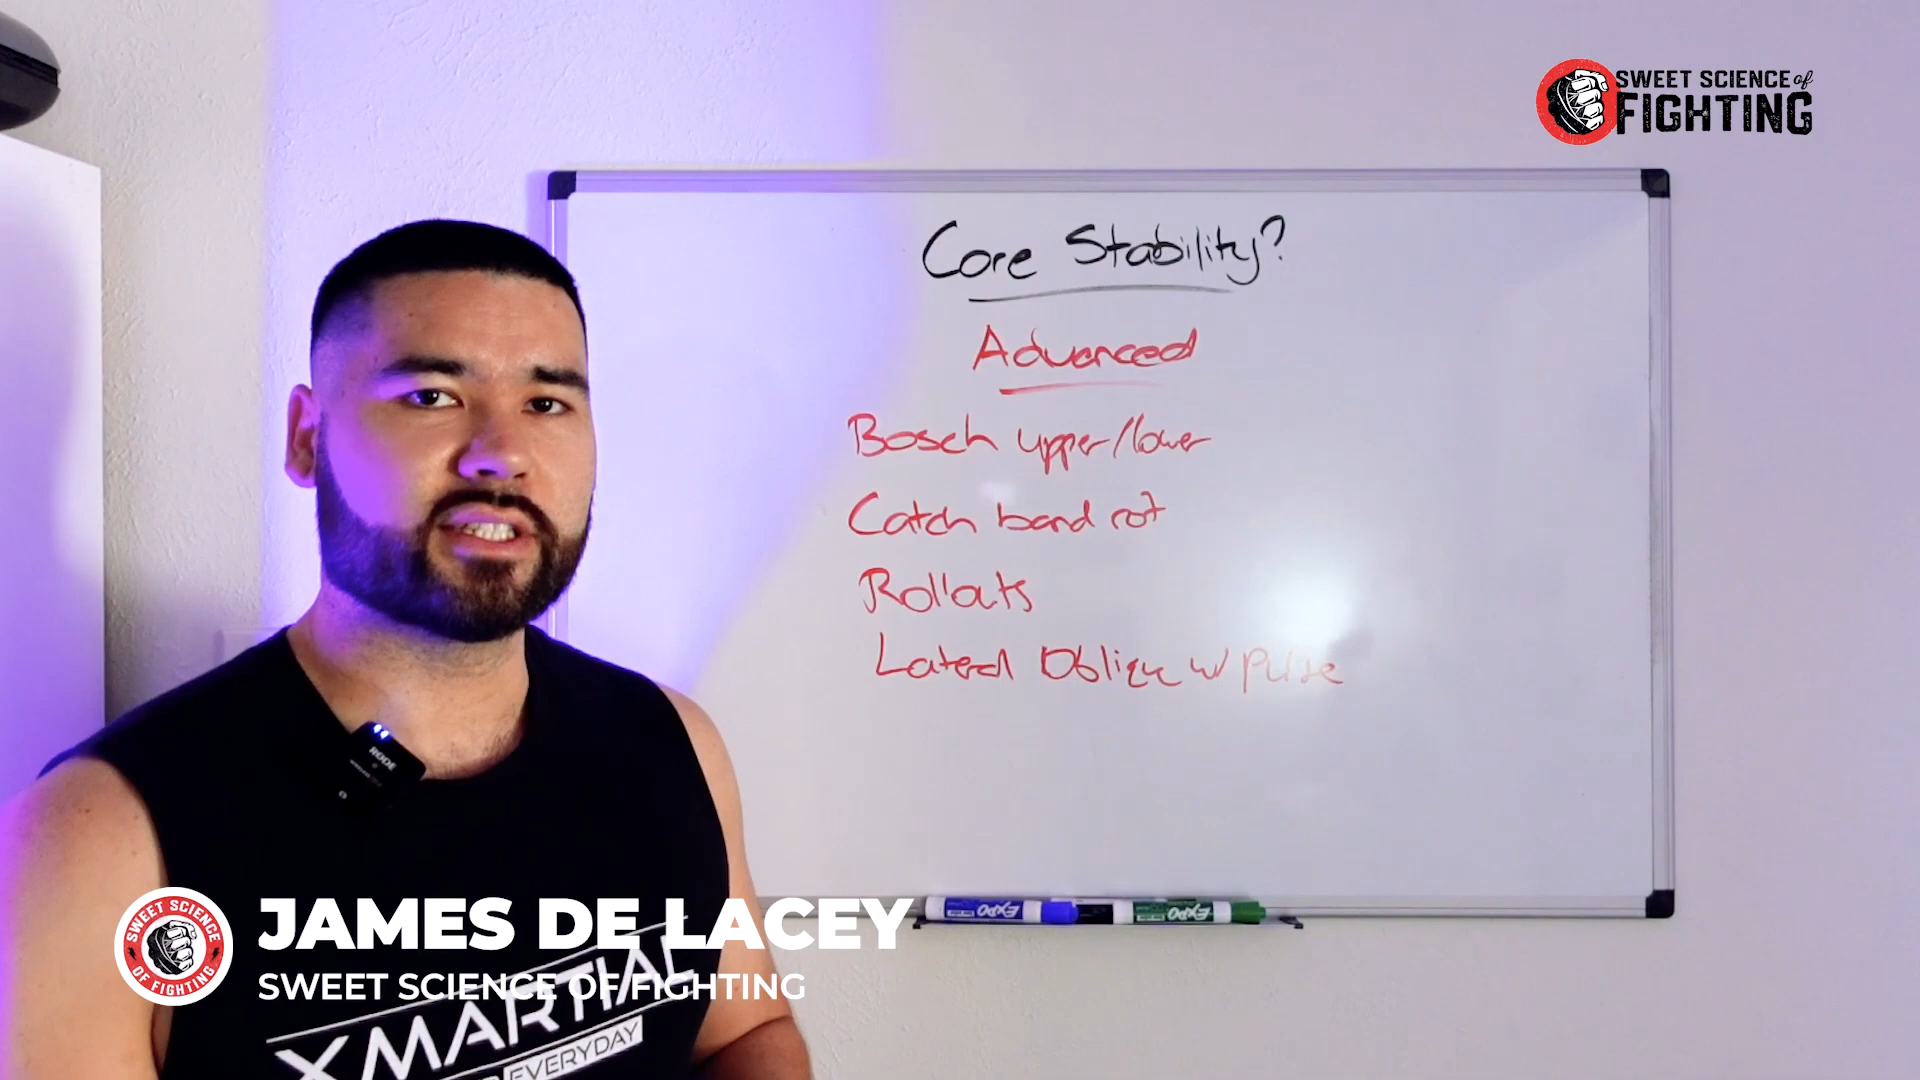 SWEET SCIENCE of
FIGHTING
Core Stability?
Advanced
Bosch upper/lower
Catch band rot
Rollouts
Lateral Oblique w/ Pulse
RODE
EXPO
EXPO
SWEET SCIENCE
OF FIGHTING
JAMES DE LACEY
SWEET SCIENCE OF FIGHTING
XMARTIAL
EVERYDAY